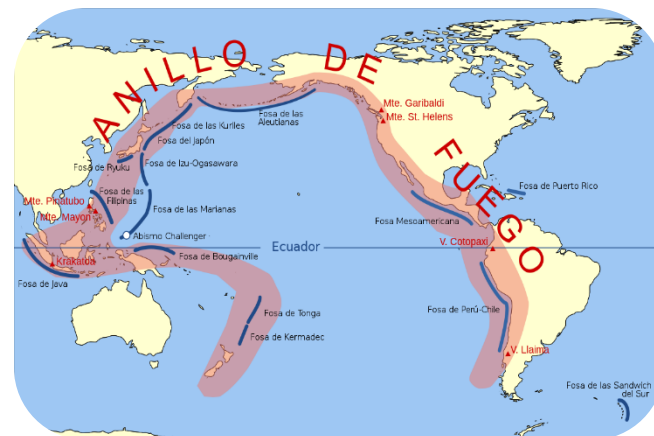 ANILLO DE FUEGO
Mte. Garibaldi
Mte. St. Helens
Fosa de las
Aleutianas
Fosa de las Kuriles
Fosa del Japón
Fosa de Ryuku
Fosa de Izu-Ogasawara
Fosa de las
Filipinas
Mte. Pinatubo
Mte. Mayon
Fosa de las Marianas
Fosa de Puerto Rico
Fosa Mesoamericana
Abismo Challenger
Ecuador
V. Cotopaxi
Fosa de Bougainville
Krakatoa
Fosa de Java
Fosa de Tonga
Fosa de Kermadec
Fosa de Perú-Chile
V. Llaima
Fosa de las Sandwich
del Sur